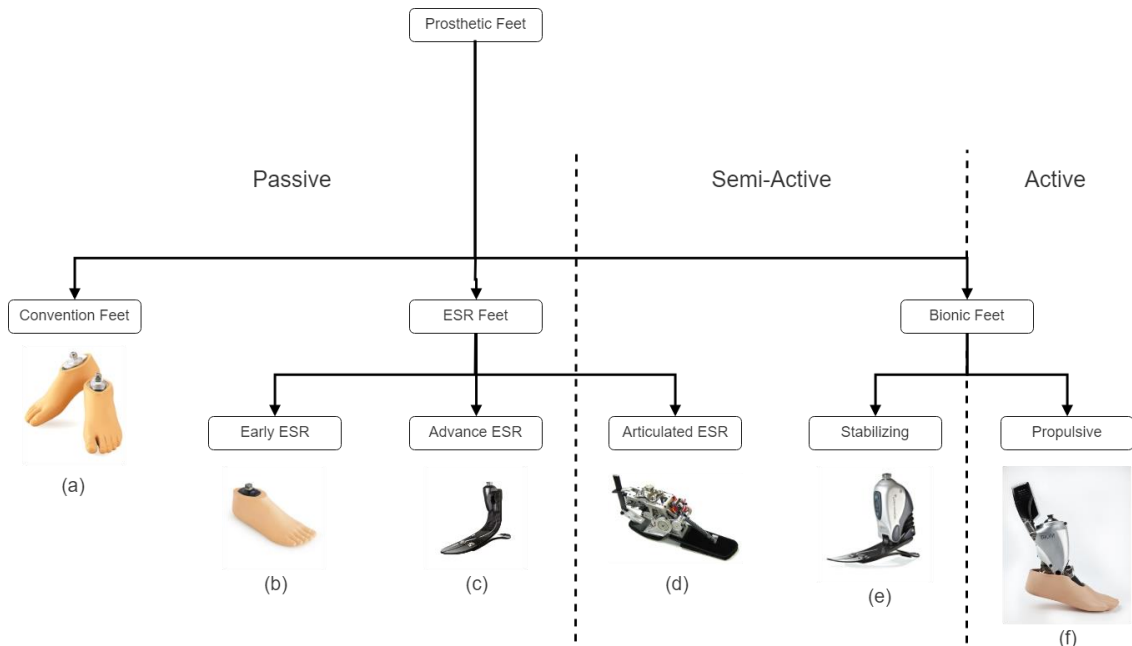 Prosthetic Feet
Passive
Semi-Active
Active
Convention Feet
ESR Feet
Bionic Feet
Early ESR
Advance ESR
Articulated ESR
Stabilizing
Propulsive
(a)
(b)
(c)
(d)
(e)
(f)